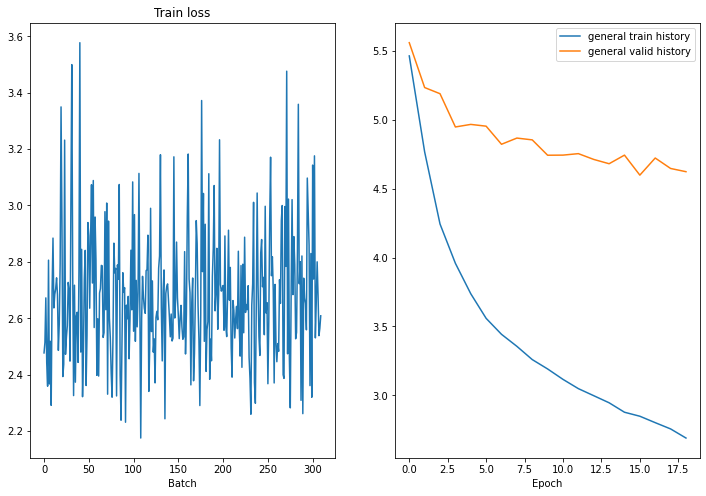 Train loss
3.6
3.4
3.2
3.0
2.8
2.6
2.4
2.2
0 50 100 150 200 250 300
Batch
general train history
general valid history
5.5
5.0
4.5
4.0
3.5
3.0
0.0 2.5 5.0 7.5 10.0 12.5 15.0 17.5
Epoch